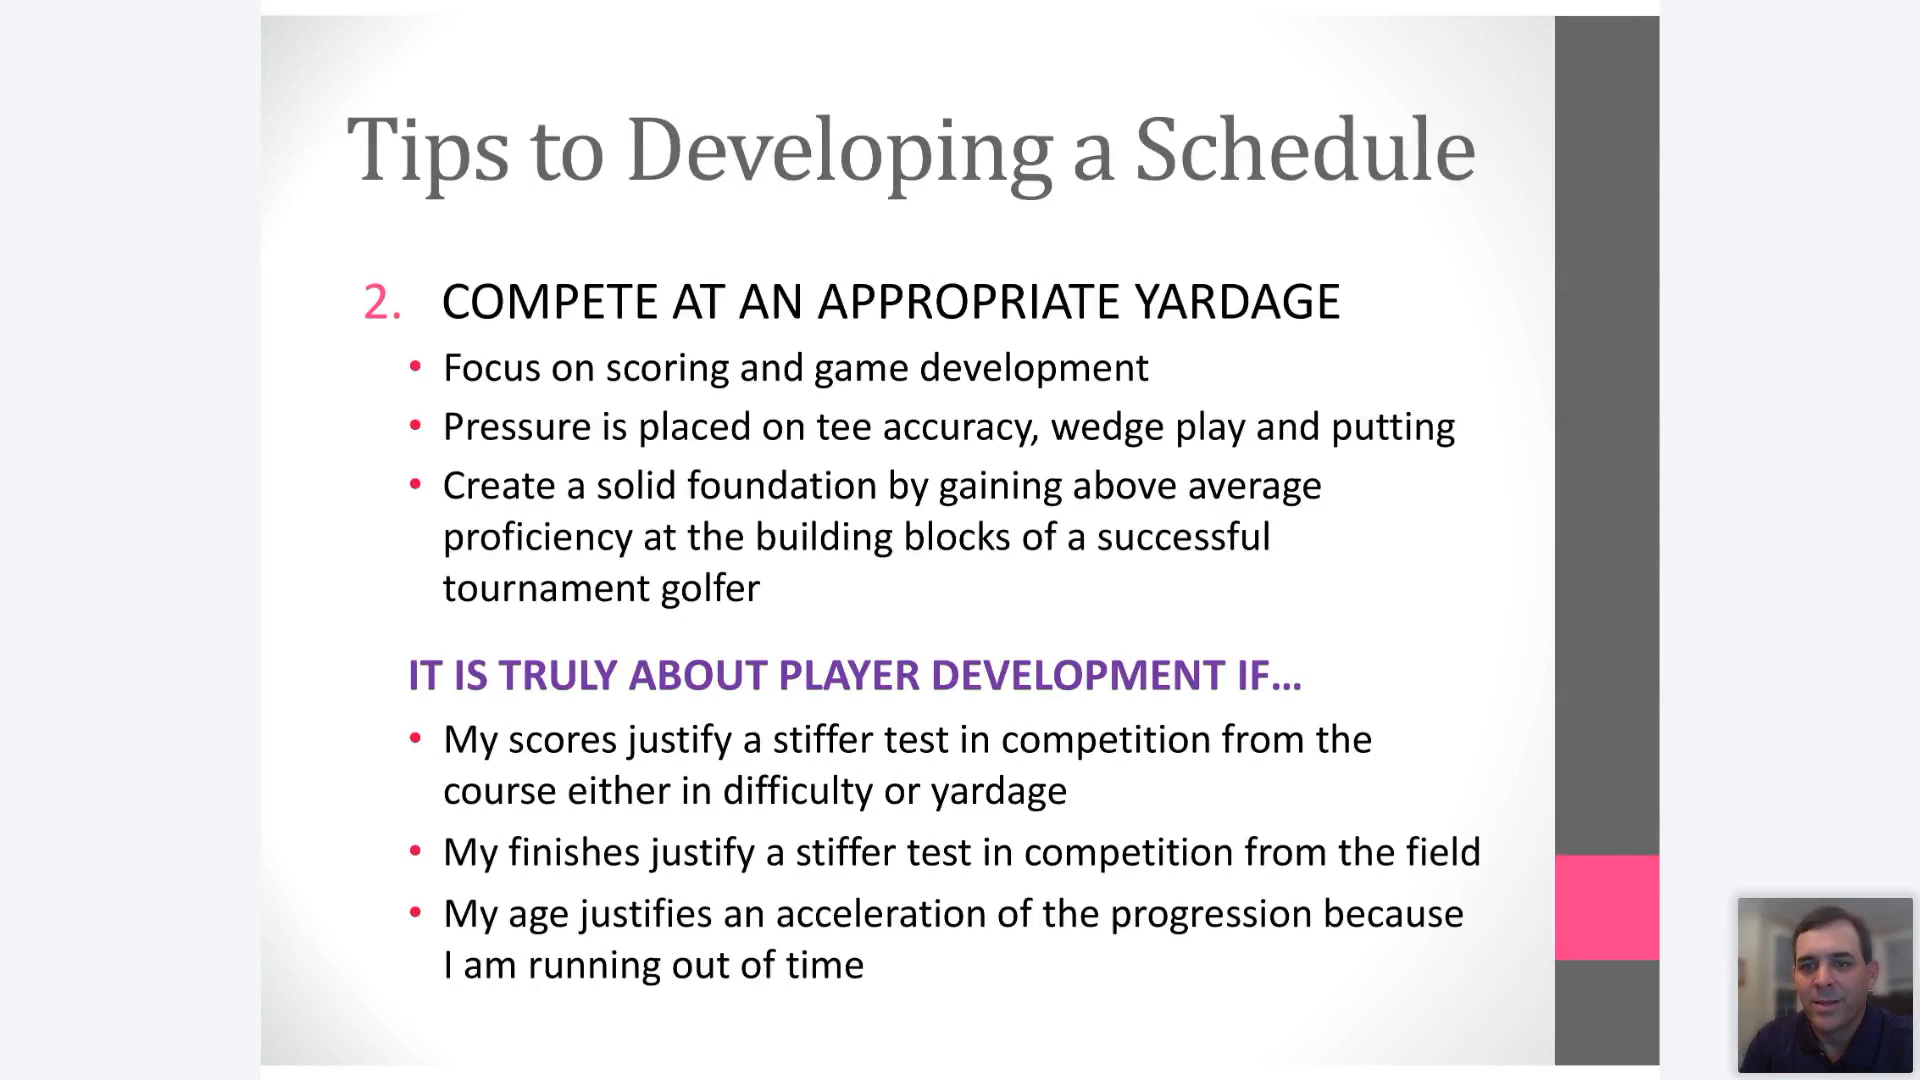 Tips to Developing a Schedule
2. COMPETE AT AN APPROPRIATE YARDAGE
• Focus on scoring and game development
• Pressure is placed on tee accuracy, wedge play and putting
• Create a solid foundation by gaining above average
proficiency at the building blocks of a successful
tournament golfer
IT IS TRULY ABOUT PLAYER DEVELOPMENT IF...
• My scores justify a stiffer test in competition from the
course either in difficulty or yardage
• My finishes justify a stiffer test in competition from the field
• My age justifies an acceleration of the progression because
I am running out of time